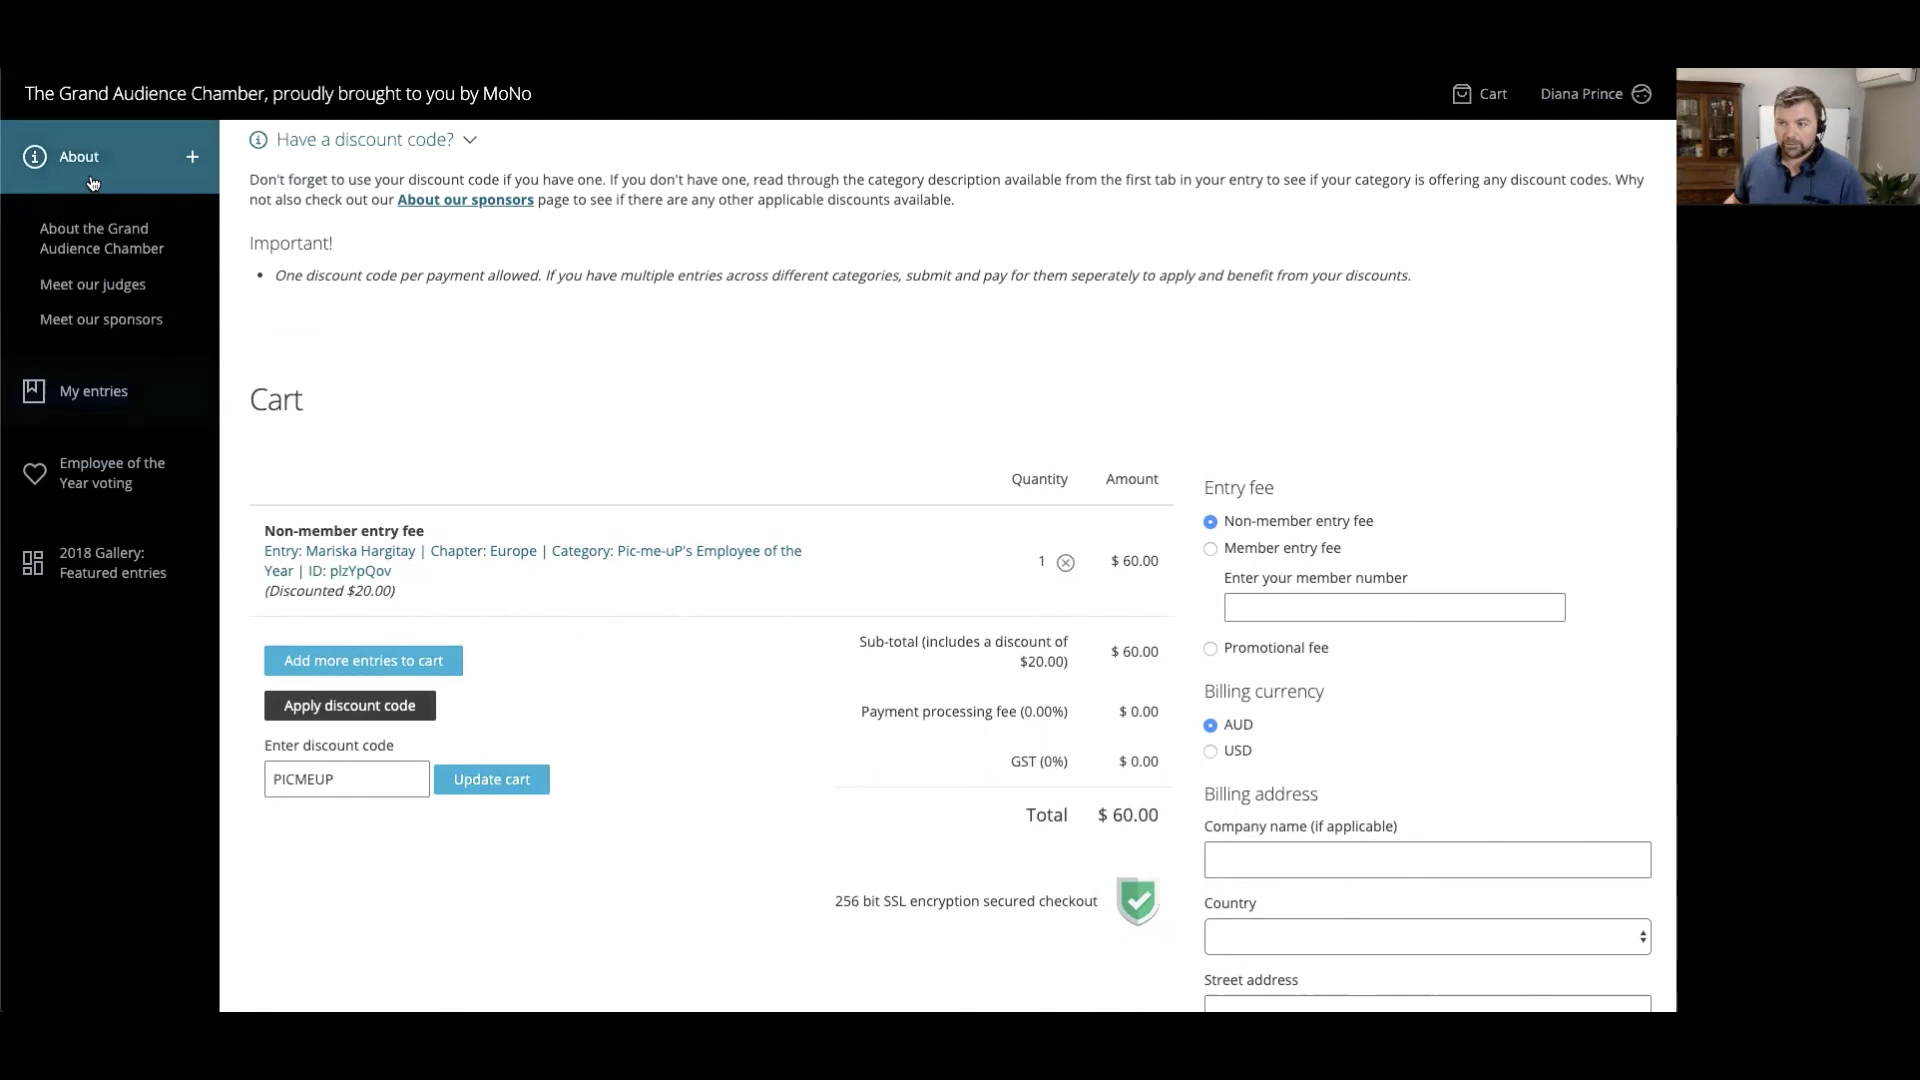 The Grand Audience Chamber, proudly brought to you by MoNo
Cart
Diana Prince
About
About the Grand
Audience Chamber
Meet our judges
Meet our sponsors
My entries
Employee of the
Year voting
2018 Gallery:
Featured entries
Have a discount code?
Don't forget to use your discount code if you have one. If you don't have one, read through the category description available from the first tab in your entry to see if your category is offering any discount codes. Why
not also check out our About our sponsors page to see if there are any other applicable discounts available.
Important!
• One discount code per payment allowed. If you have multiple entries across different categories, submit and pay for them seperately to apply and benefit from your discounts.
Cart
Quantity Amount
Non-member entry fee
Entry: Mariska Hargitay | Chapter: Europe | Category: Pic-me-uP's Employee of the
Year | ID: plzYpQov
(Discounted $20.00)
1 $ 60.00
Add more entries to cart
Apply discount code
Enter discount code
PICMEUP
Update cart
Sub-total (includes a discount of
$20.00) $ 60.00
Payment processing fee (0.00%) $ 0.00
GST (0%) $ 0.00
Total $ 60.00
256 bit SSL encryption secured checkout
Entry fee
Non-member entry fee
Member entry fee
Enter your member number
Promotional fee
Billing currency
AUD
USD
Billing address
Company name (if applicable)
Country
Street address